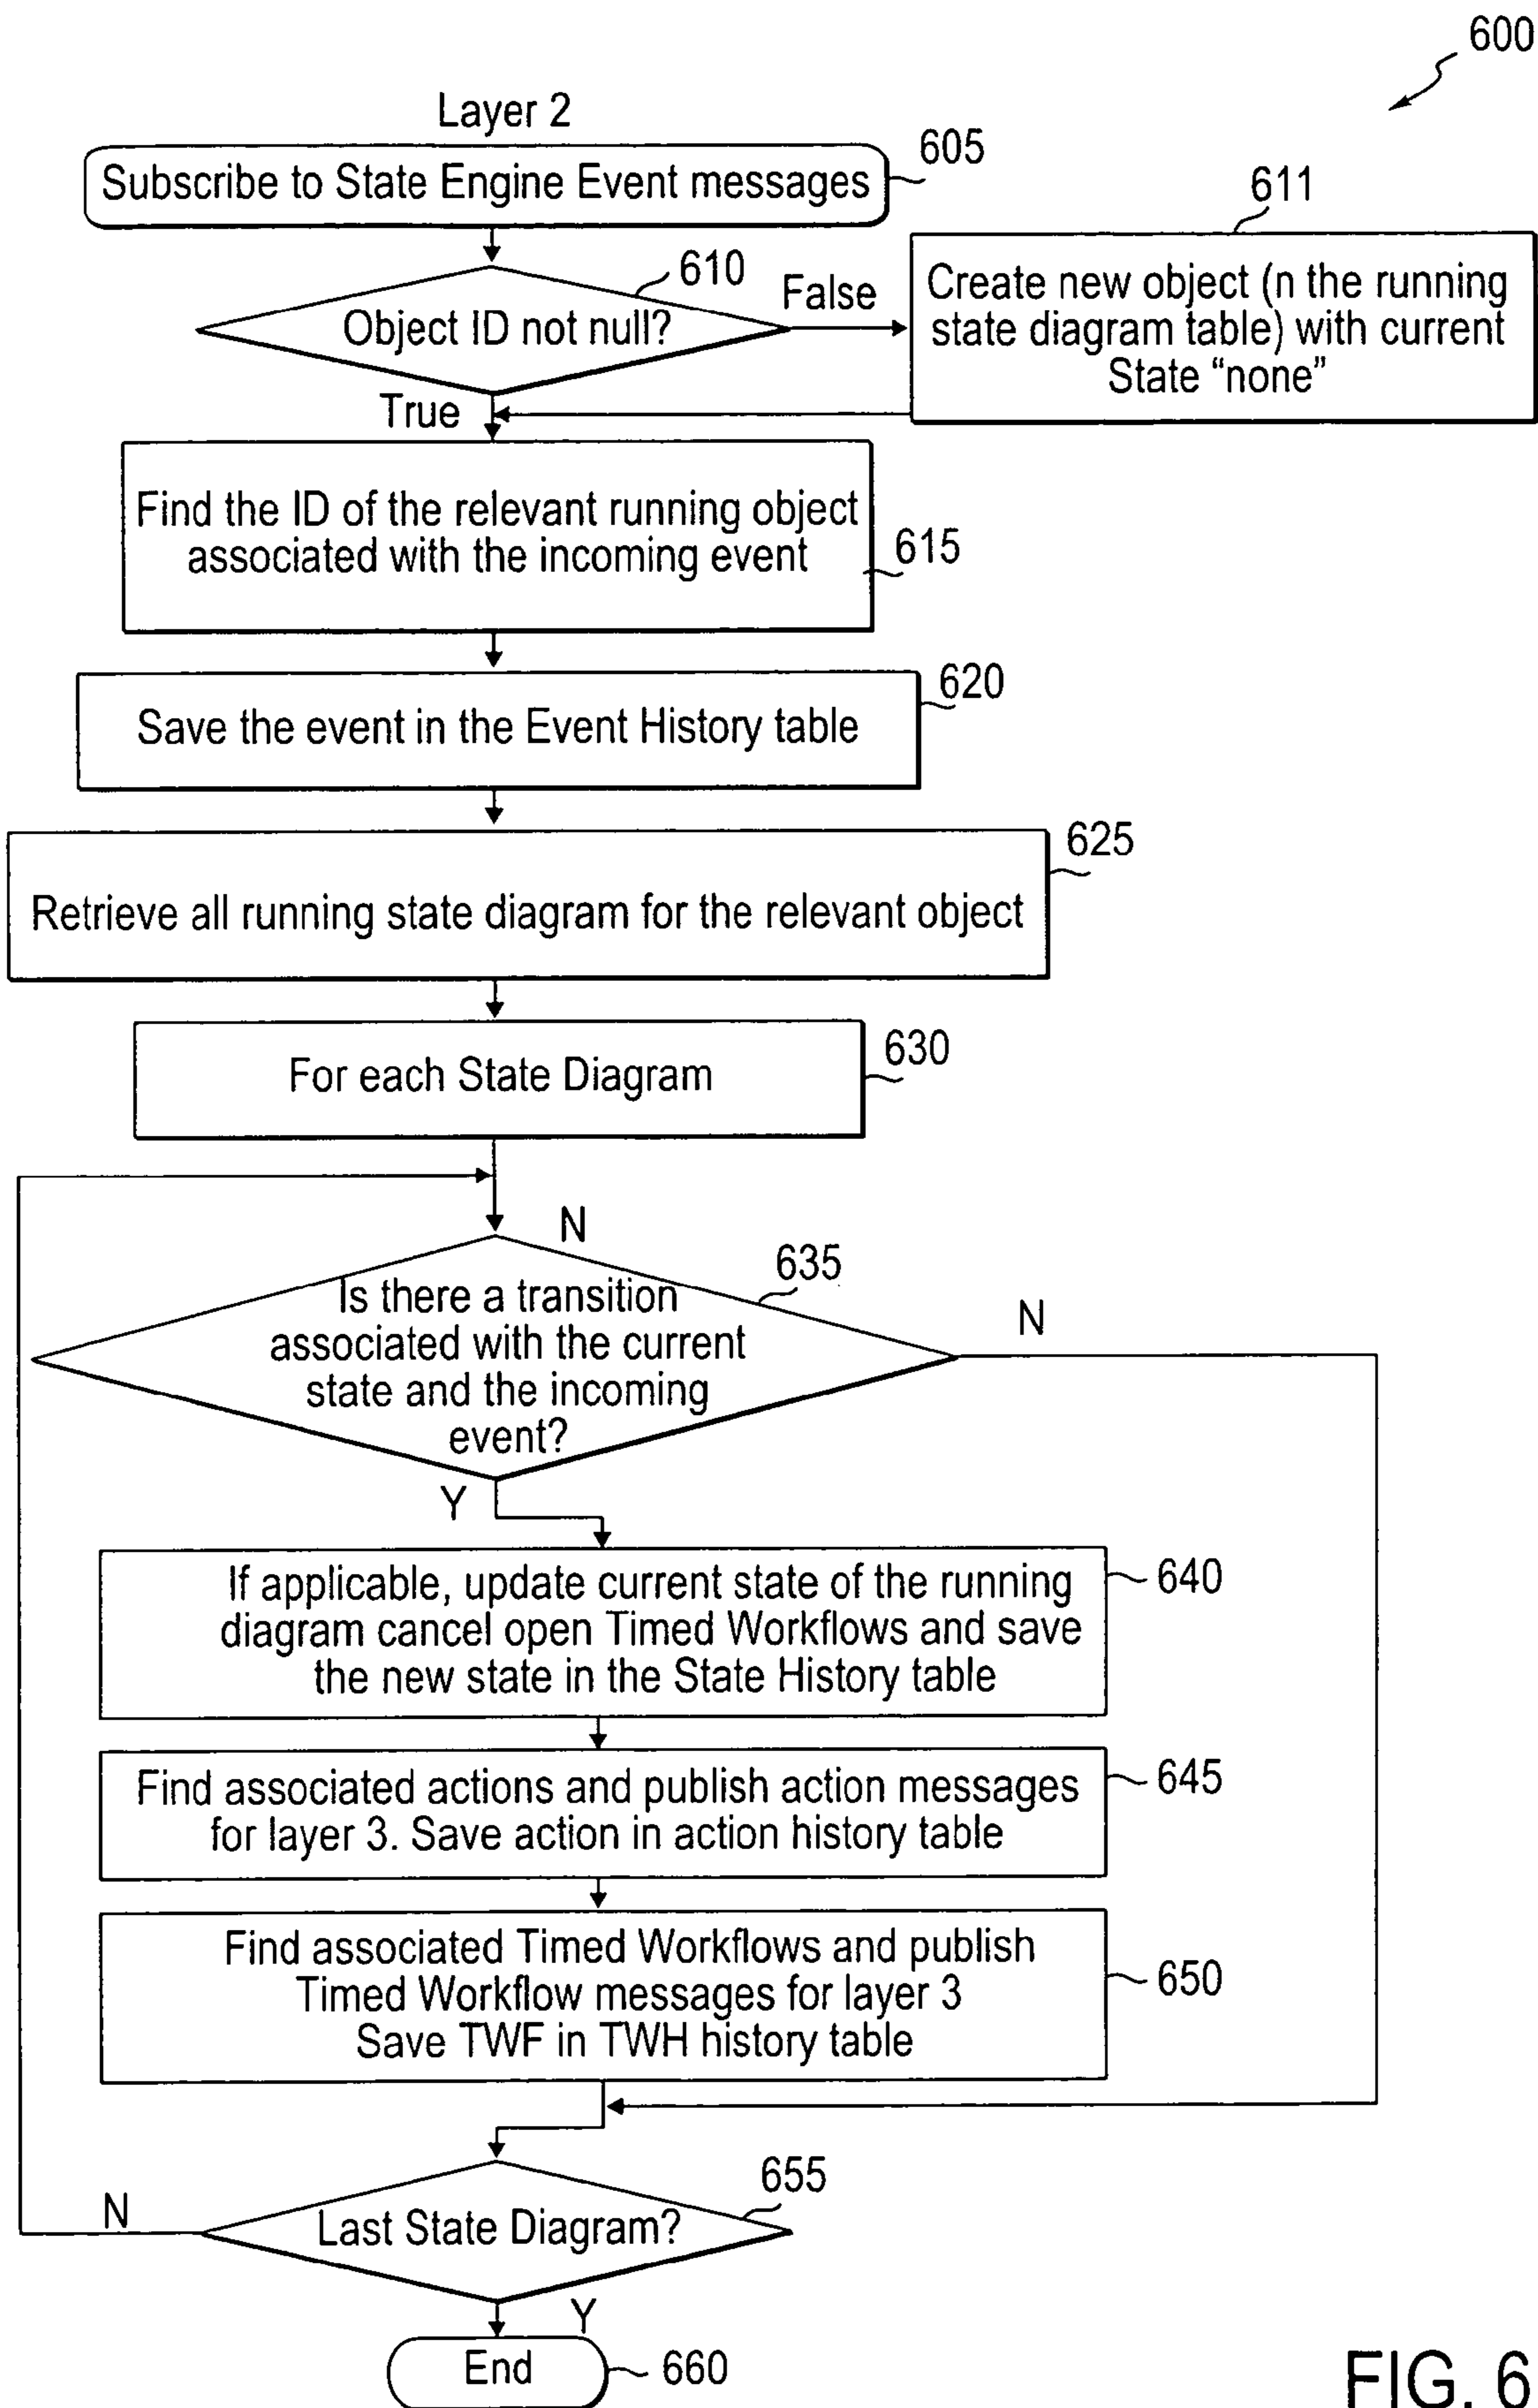 600
Layer 2
Subscribe to State Engine Event messages
605
611
610
Object ID not null?
False
Create new object (n the running
state diagram table) with current
State “none”
True
Find the ID of the relevant running object
associated with the incoming event
615
620
Save the event in the Event History table
625
Retrieve all running state diagram for the relevant object
630
For each State Diagram
N
635
Is there a transition
associated with the current
state and the incoming
event?
N
Y
If applicable, update current state of the running
diagram cancel open Timed Workflows and save
the new state in the State History table
640
Find associated actions and publish action messages
for layer 3. Save action in action history table
645
Find associated Timed Workflows and publish
Timed Workflow messages for layer 3
Save TWF in TWH history table
650
655
N
Last State Diagram?
Y
End
660
FIG. 6